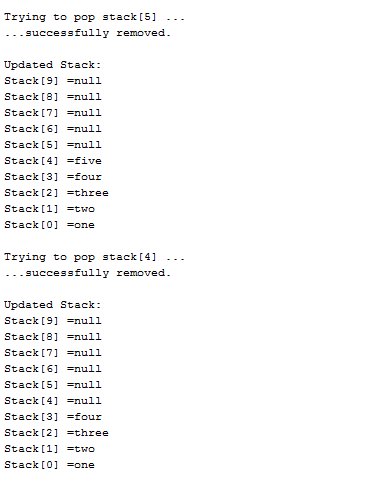 Trying to pop stack[5] ...
...successfully removed.

Updated Stack:
Stack[9] =null
Stack[8] =null
Stack[7] =null
Stack[6] =null
Stack[5] =null
Stack[4] =five
Stack[3] =four
Stack[2] =three
Stack[1] =two
Stack[0] =one

Trying to pop stack[4] ...
...successfully removed.

Updated Stack:
Stack[9] =null
Stack[8] =null
Stack[7] =null
Stack[6] =null
Stack[5] =null
Stack[4] =null
Stack[3] =four
Stack[2] =three
Stack[1] =two
Stack[0] =one